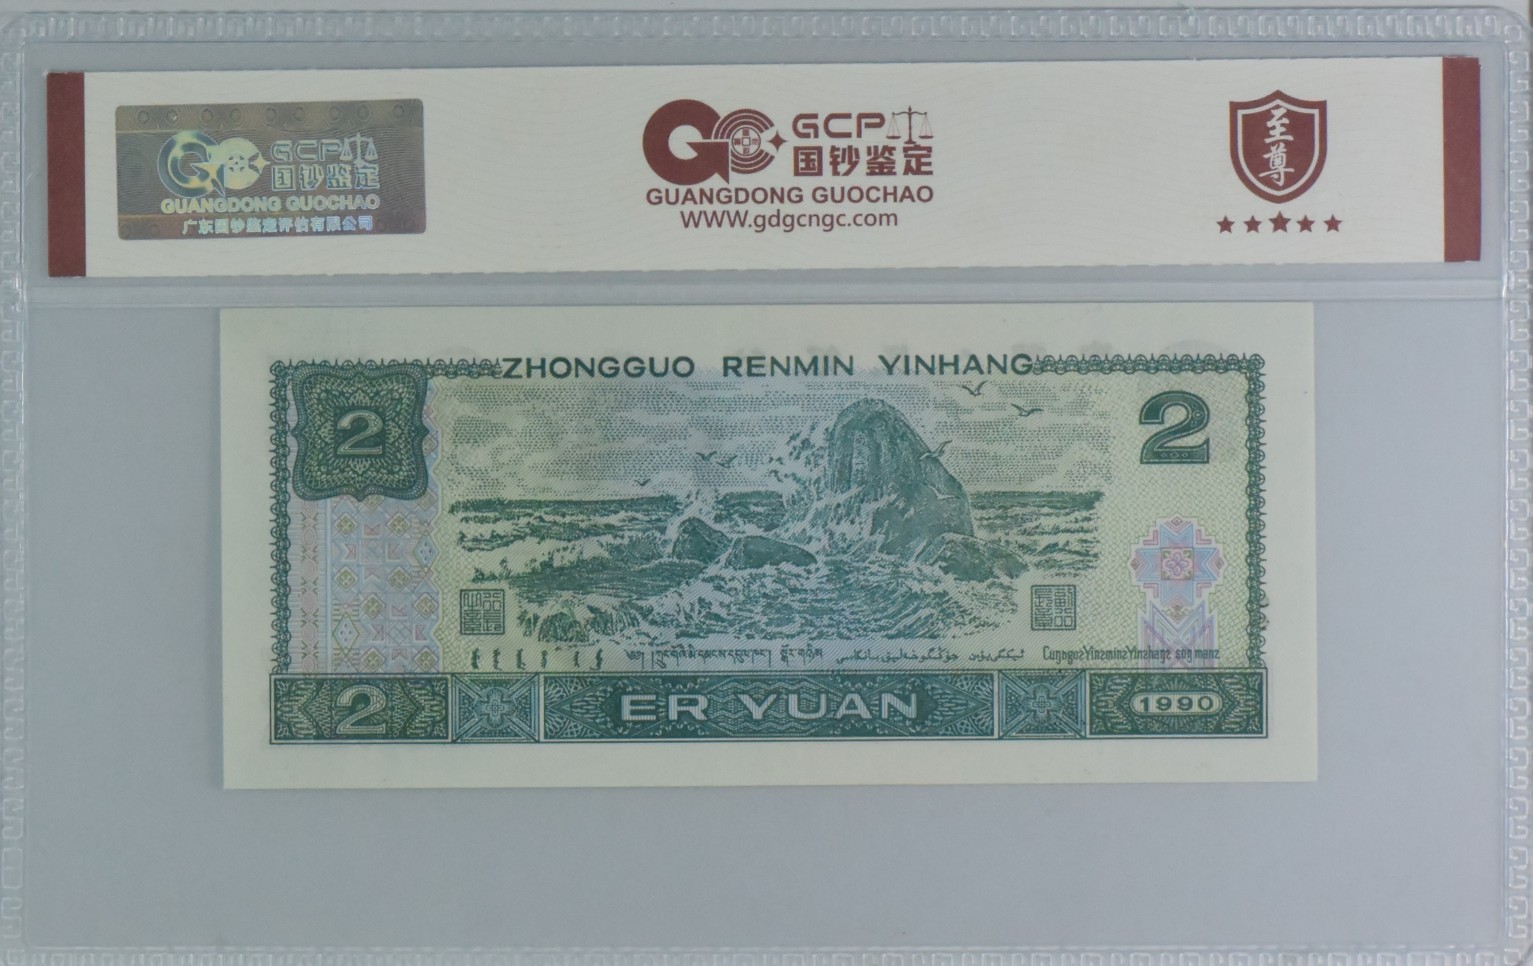 GCP
国钞鉴定
GUANGDONG GUOCHAO
广东国钞鉴定评估有限公司
GCP
国钞鉴定
GUANGDONG GUOCHAO
WWW.gdgcngc.com
至尊
ZHONGGUO RENMIN YINHANG
2
2
Cunghgoz Yinzminz Yinzhangz song maenz
2
ER YUAN
1990